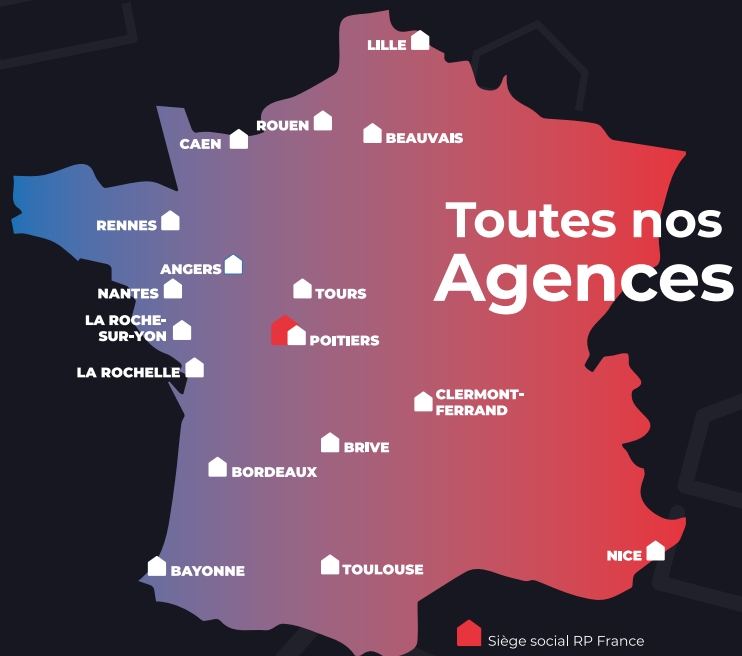 LILLE
ROUEN
CAEN
BEAUVAIS
Toutes nos
Agences
RENNES
ANGERS
NANTES
TOURS
LA ROCHE-
SUR-YON
POITIERS
LA ROCHELLE
CLERMONT-
FERRAND
BRIVE
BORDEAUX
NICE
BAYONNE
TOULOUSE
Siège social RP France